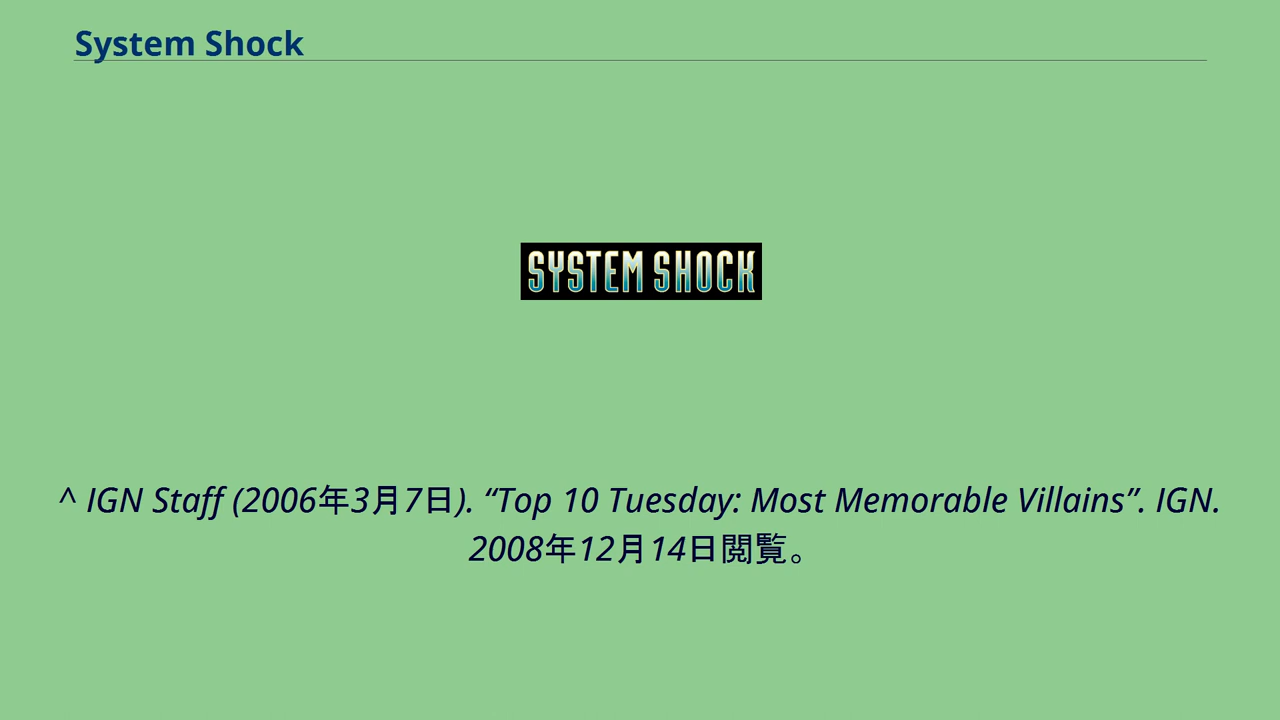 System Shock
SYSTEM SHOCK
^ IGN Staff (2006年3月7日). “Top 10 Tuesday: Most Memorable Villains”. IGN.
2008年12月14日閲覧。